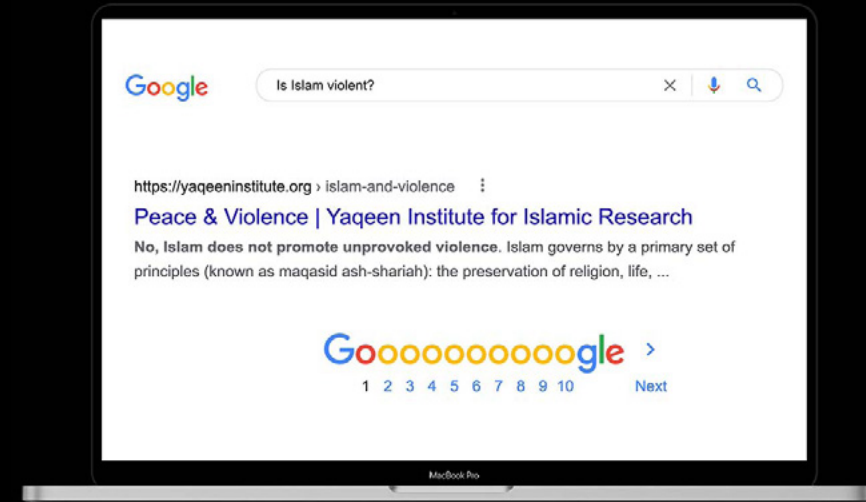 Google
Is Islam violent?
https://yaqeeninstitute.org › islam-and-violence
Peace & Violence | Yaqeen Institute for Islamic Research
No, Islam does not promote unprovoked violence. Islam governs by a primary set of
principles (known as maqasid ash-shariah): the preservation of religion, life, ...
Goooooooooogle >
1 2 3 4 5 6 7 8 9 10 Next
MacBook Pro